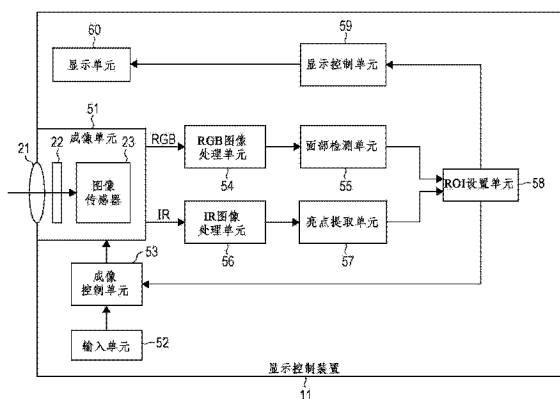 60
显示单元
59
显示控制单元
51
成像单元
21
22
23
图像
传感器
RGB
RGB图像
处理单元
54
面部检测单元
55
ROI设置单元
58
IR
IR图像
处理单元
56
亮点提取单元
57
53
成像
控制单元
输入单元
52
显示控制装置
11